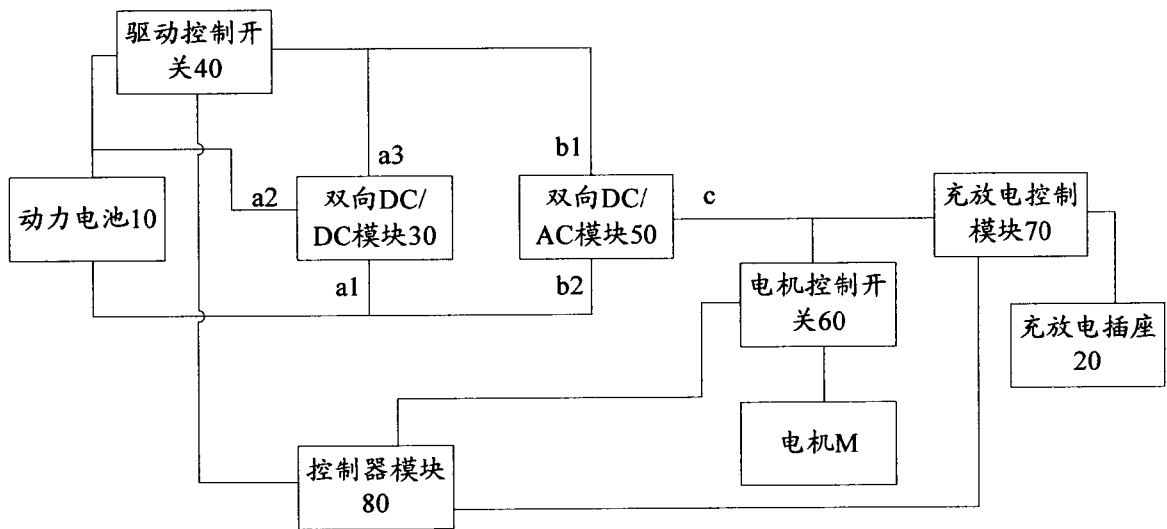 驱动控制开
关40
a3
b1
动力电池10
a2
双向DC/
DC模块30
双向DC/
AC模块50
c
充放电控制
模块70
a1
b2
电机控制开
关60
充放电插座
20
电机M
控制器模块
80